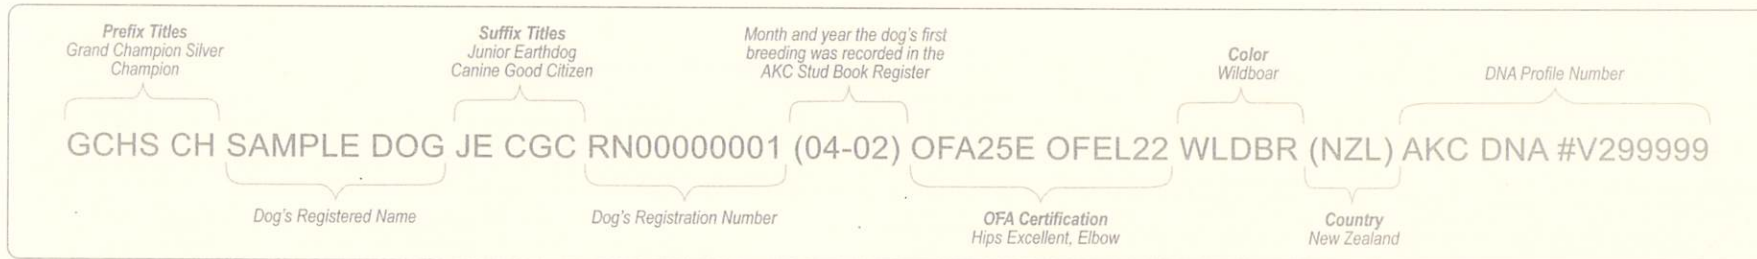 Prefix Titles
Grand Champion Silver
Champion
Suffix Titles
Junior Earthdog
Canine Good Citizen
Month and year the dog's first
breeding was recorded in the
AKC Stud Book Register
Color
Wildboar
DNA Profile Number
GCHS CH SAMPLE DOG JE CGC RN00000001 (04-02) OFA25E OFEL22 WLDBR (NZL) AKC DNA #V299999
Dog's Registered Name
Dog's Registration Number
OFA Certification
Hips Excellent, Elbow
Country
New Zealand